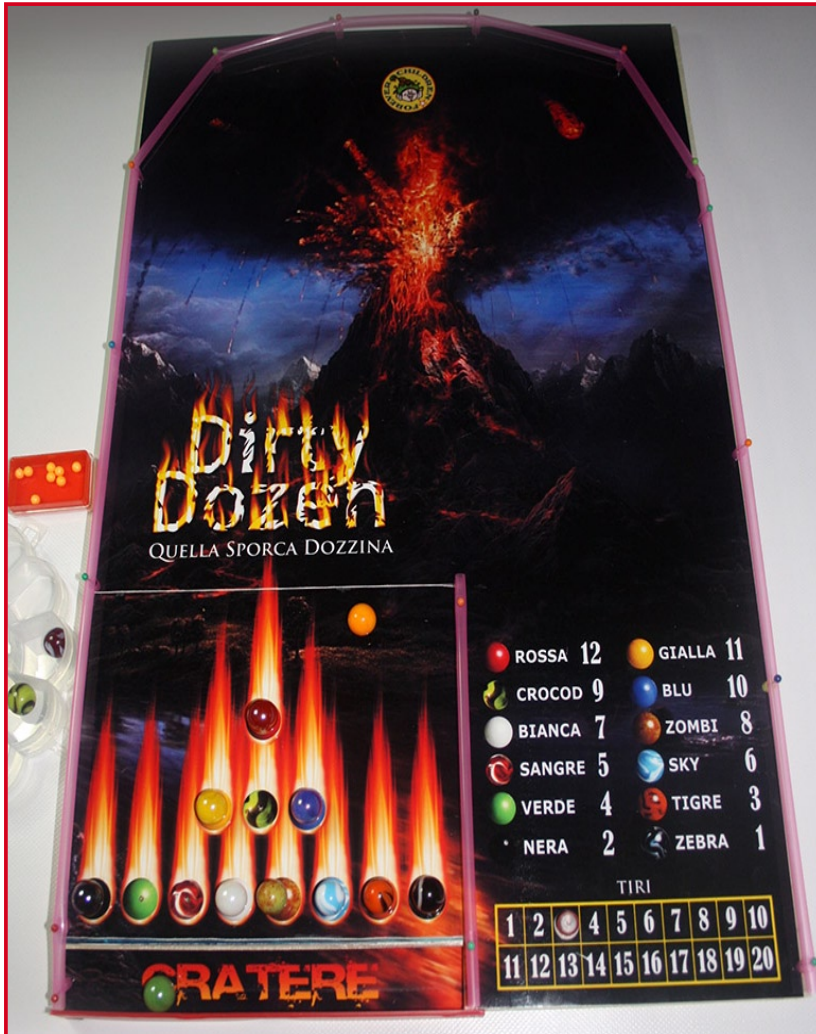 FOREVER CHILDREN
Dirty
Dozen
QUELLA SPORCA DOZZINA
ROSSA 12 GIALLA 11
CROCOD 9 BLU 10
BIANCA 7 ZOMBI 8
SANGRE 5 SKY 6
VERDE 4 TIGRE 3
NERA 2 ZEBRA 1
TIRI
1 2 4 5 6 7 8 9 10
11 12 13 14 15 16 17 18 19 20
CRATERE